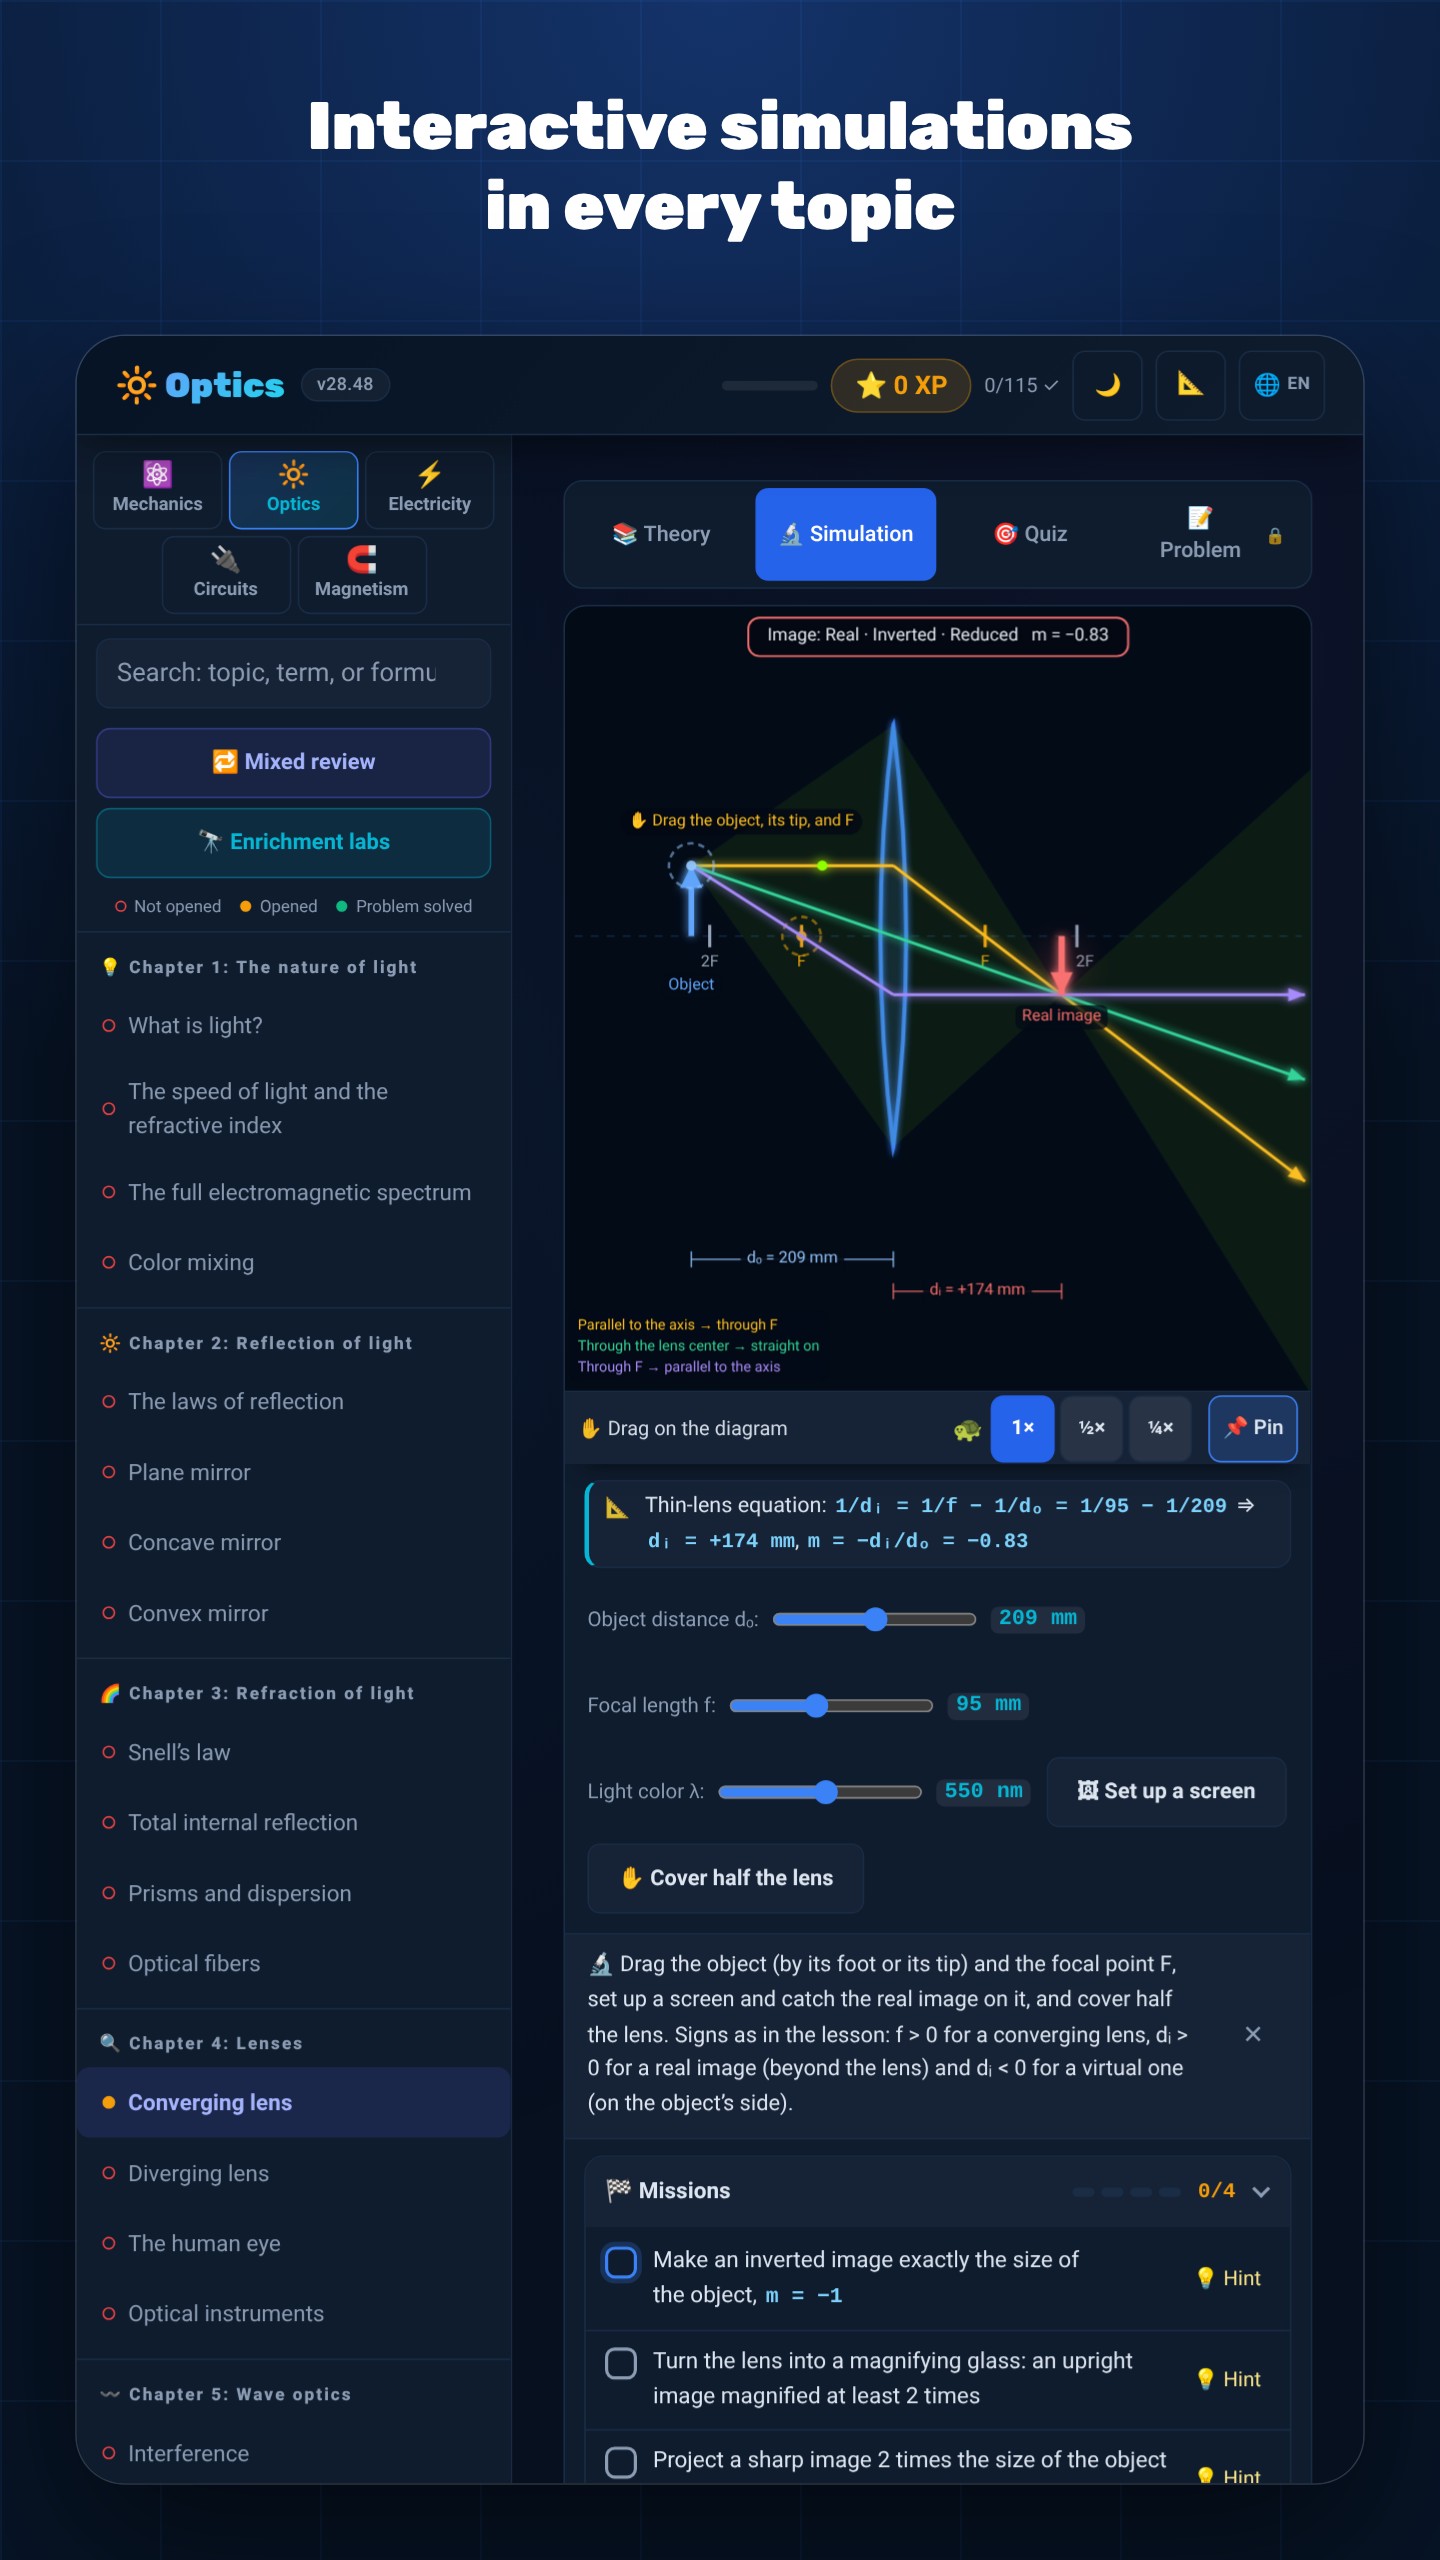 Interactive simulations
in every topic
Optics v28.48
0 XP 0/115 ✓ EN
Mechanics Optics Electricity
Circuits Magnetism
Search: topic, term, or formu
Mixed review
Enrichment labs
Not opened Opened Problem solved
Chapter 1: The nature of light
What is light?
The speed of light and the
refractive index
The full electromagnetic spectrum
Color mixing
Chapter 2: Reflection of light
The laws of reflection
Plane mirror
Concave mirror
Convex mirror
Chapter 3: Refraction of light
Snell's law
Total internal reflection
Prisms and dispersion
Optical fibers
Chapter 4: Lenses
Converging lens
Diverging lens
The human eye
Optical instruments
Chapter 5: Wave optics
Interference
Theory Simulation Quiz Problem
Image: Real · Inverted · Reduced m = −0.83
Drag the object, its tip, and F
2F F F 2F
Object
Real image
dₒ = 209 mm
dᵢ = +174 mm
Parallel to the axis → through F
Through the lens center → straight on
Through F → parallel to the axis
Drag on the diagram 1× ½× ¼× Pin
Thin-lens equation: 1/dᵢ = 1/f − 1/dₒ = 1/95 − 1/209 ⇒
dᵢ = +174 mm, m = −dᵢ/dₒ = −0.83
Object distance dₒ: 209 mm
Focal length f: 95 mm
Light color λ: 550 nm Set up a screen
Cover half the lens
Drag the object (by its foot or its tip) and the focal point F,
set up a screen and catch the real image on it, and cover half
the lens. Signs as in the lesson: f > 0 for a converging lens, dᵢ >
0 for a real image (beyond the lens) and dᵢ < 0 for a virtual one
(on the object's side).
Missions 0/4
Make an inverted image exactly the size of
the object, m = −1
Hint
Turn the lens into a magnifying glass: an upright
image magnified at least 2 times
Hint
Project a sharp image 2 times the size of the object
Hint